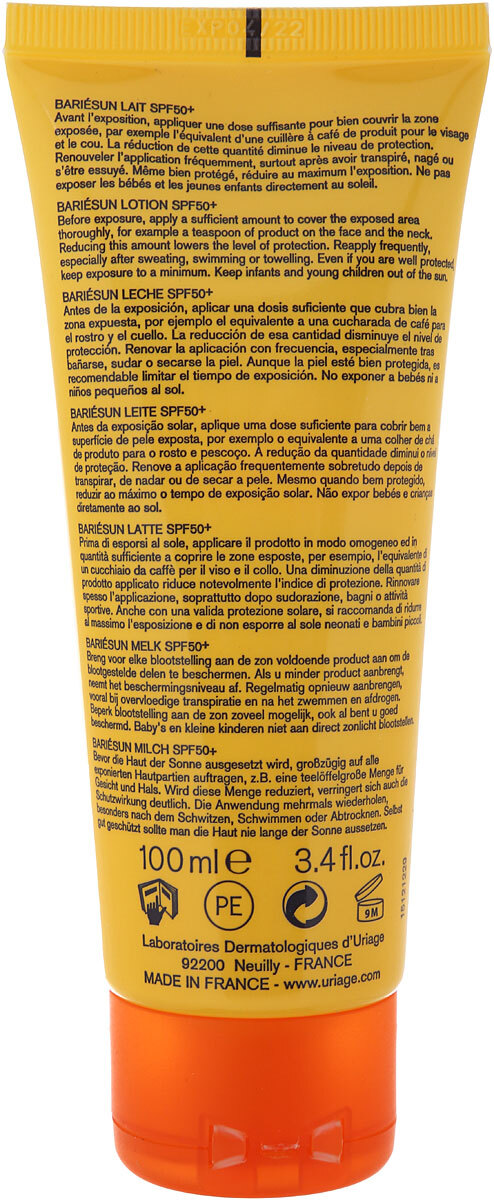 EXP04/22
BARIÉSUN LAIT SPF50+
Avant l'exposition, appliquer une dose suffisante pour bien couvrir la zone
exposée, par exemple l'équivalent d'une cuillère à café de produit pour le visage
et le cou. La réduction de cette quantité diminue le niveau de protection.
Renouveler l'application fréquemment, surtout après avoir transpiré, nagé ou
s'être essuyé. Même bien protégé, réduire au maximum l'exposition. Ne pas
exposer les bébés et les jeunes enfants directement au soleil.
BARIÉSUN LOTION SPF50+
Before exposure, apply a sufficient amount to cover the exposed area
thoroughly, for example a teaspoon of product on the face and the neck.
Reducing this amount lowers the level of protection. Reapply frequently,
especially after sweating, swimming or towelling. Even if you are well protected,
keep exposure to a minimum. Keep infants and young children out of the sun.
BARIÉSUN LECHE SPF50+
Antes de la exposición, aplicar una dosis suficiente que cubra bien la
zona expuesta, por ejemplo el equivalente a una cucharada de café para
el rostro y el cuello. La reducción de esa cantidad disminuye el nivel de
protección. Renovar la aplicación con frecuencia, especialmente tras
bañarse, sudar o secarse la piel. Aunque la piel esté bien protegida, es
recomendable limitar el tiempo de exposición. No exponer a bebés ni a
niños pequeños al sol.
BARIÉSUN LEITE SPF50+
Antes da exposição solar, aplique uma dose suficiente para cobrir bem a
superfície de pele exposta, por exemplo o equivalente a uma colher de chá
de produto para o rosto e pescoço. A redução da quantidade diminui o nível
de proteção. Renove a aplicação frequentemente sobretudo depois de
transpirar, de nadar ou de secar a pele. Mesmo quando bem protegido,
reduzir ao máximo o tempo de exposição solar. Não expor bebés e crianças
diretamente ao sol.
BARIÉSUN LATTE SPF50+
Prima di esporsi al sole, applicare il prodotto in modo omogeneo ed in
quantità sufficiente a coprire le zone esposte, per esempio, l'equivalente di
un cucchiaio da caffè per il viso e il collo. Una diminuzione della quantità di
prodotto applicato riduce notevolmente l'indice di protezione. Rinnovare
spesso l'applicazione, soprattutto dopo sudorazione, bagni o attività
sportive. Anche con una valida protezione solare, si raccomanda di ridurre
al massimo l'esposizione e di non esporre al sole neonati e bambini piccoli.
BARIÉSUN MELK SPF50+
Breng voor elke blootstelling aan de zon voldoende product aan om de
blootgestelde delen te beschermen. Als u minder product aanbrengt,
neemt het beschermingsniveau af. Regelmatig opnieuw aanbrengen,
vooral bij overvloedige transpiratie en na het zwemmen en afdrogen.
Beperk blootstelling aan de zon zoveel mogelijk, ook al bent u goed
beschermd. Baby's en kleine kinderen niet aan direct zonlicht blootstellen.
BARIÉSUN MILCH SPF50+
Bevor die Haut der Sonne ausgesetzt wird, großzügig auf alle
exponierten Hautpartien auftragen, z.B. eine teelöffelgroße Menge für
Gesicht und Hals. Wird diese Menge reduziert, verringert sich auch die
Schutzwirkung deutlich. Die Anwendung mehrmals wiederholen,
besonders nach dem Schwitzen, Schwimmen oder Abtrocknen. Selbst
gut geschützt sollte man die Haut nie lange der Sonne aussetzen.
100 ml e 3.4 fl.oz.
PE
9M
Laboratoires Dermatologiques d'Uriage
92200 Neuilly - FRANCE
MADE IN FRANCE - www.uriage.com